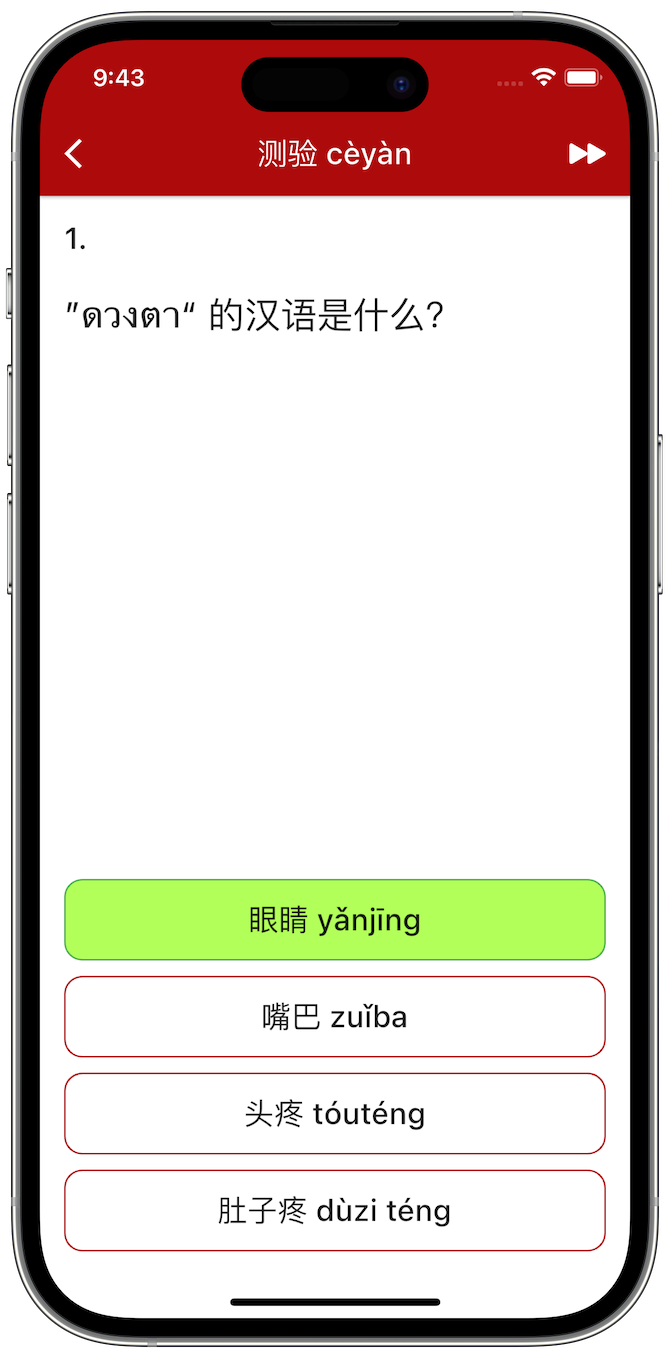 9:43
测验 cèyàn
1.
”ดวงตา“ 的汉语是什么?
眼睛 yǎnjīng
嘴巴 zuǐba
头疼 tóuténg
肚子疼 dùzi téng